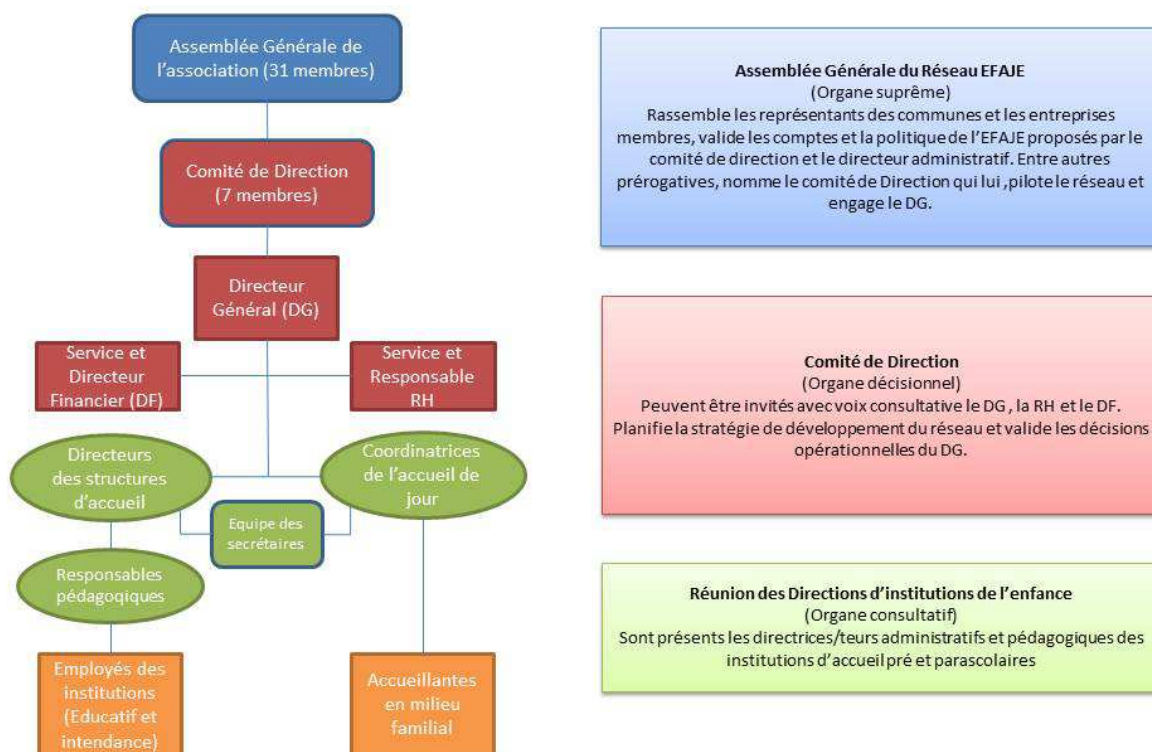 Assemblée Générale de
l'association (31 membres)
Comité de Direction
(7 membres)
Directeur
Général (DG)
Service et
Directeur
Financier (DF)
Service et
Responsable
RH
Directeurs
des structures
d'accueil
Coordinatrices
de l'accueil de
jour
Equipe des
secrétaires
Responsables
pédagogiques
Employés des
institutions
(Educatif et
intendance)
Accueillantes
en milieu
familial
Assemblée Générale du Réseau EFAJE
(Organe suprême)
Rassemble les représentants des communes et les entreprises
membres, valide les comptes et la politique de l'EFAJE proposés par le
comité de direction et le directeur administratif. Entre autres
prérogatives, nomme le comité de Direction qui lui ,pilote le réseau et
engage le DG.
Comité de Direction
(Organe décisionnel)
Peuvent être invités avec voix consultative le DG , la RH et le DF.
Planifie la stratégie de développement du réseau et valide les décisions
opérationnelles du DG.
Réunion des Directions d'institutions de l'enfance
(Organe consultatif)
Sont présents les directrices/teurs administratifs et pédagogiques des
institutions d'accueil pré et parascolaires